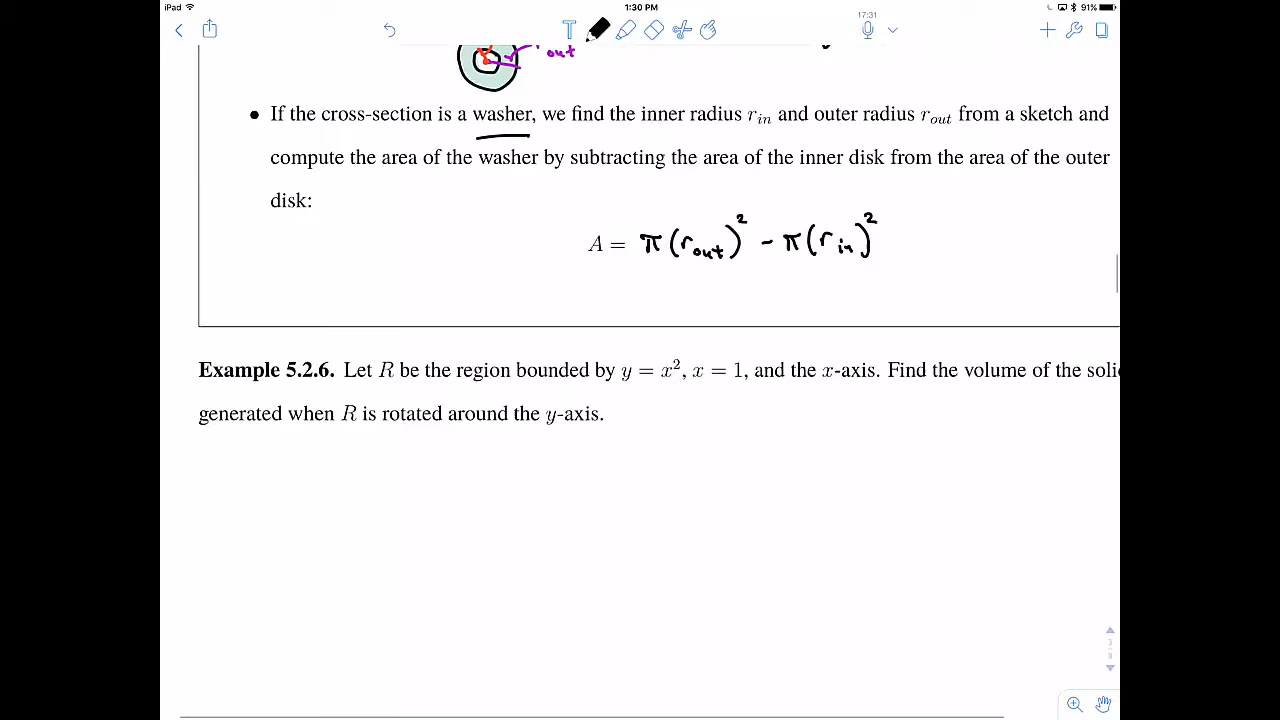 iPad 1:30 PM 91%
17:31
out
• If the cross-section is a washer, we find the inner radius r_in and outer radius r_out from a sketch and
compute the area of the washer by subtracting the area of the inner disk from the area of the outer
disk:
A = π(r_out)² - π(r_in)²
Example 5.2.6. Let R be the region bounded by y = x², x = 1, and the x-axis. Find the volume of the soli
generated when R is rotated around the y-axis.